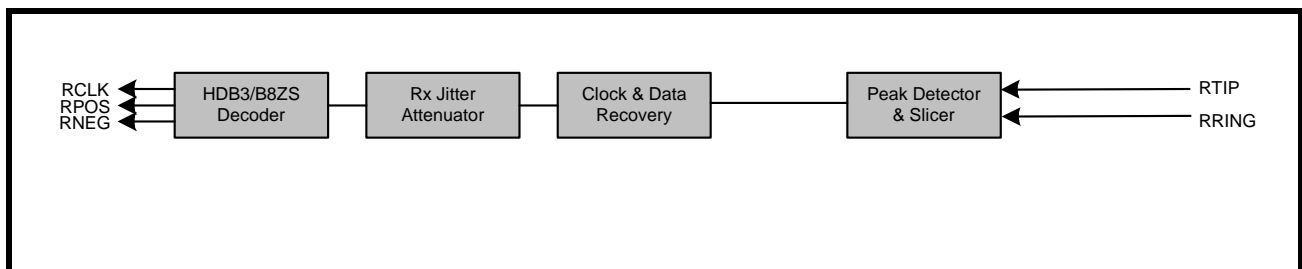 RCLK
RPOS
RNEG
HDB3/B8ZS
Decoder
Rx Jitter
Attenuator
Clock & Data
Recovery
Peak Detector
& Slicer
RTIP
RRING